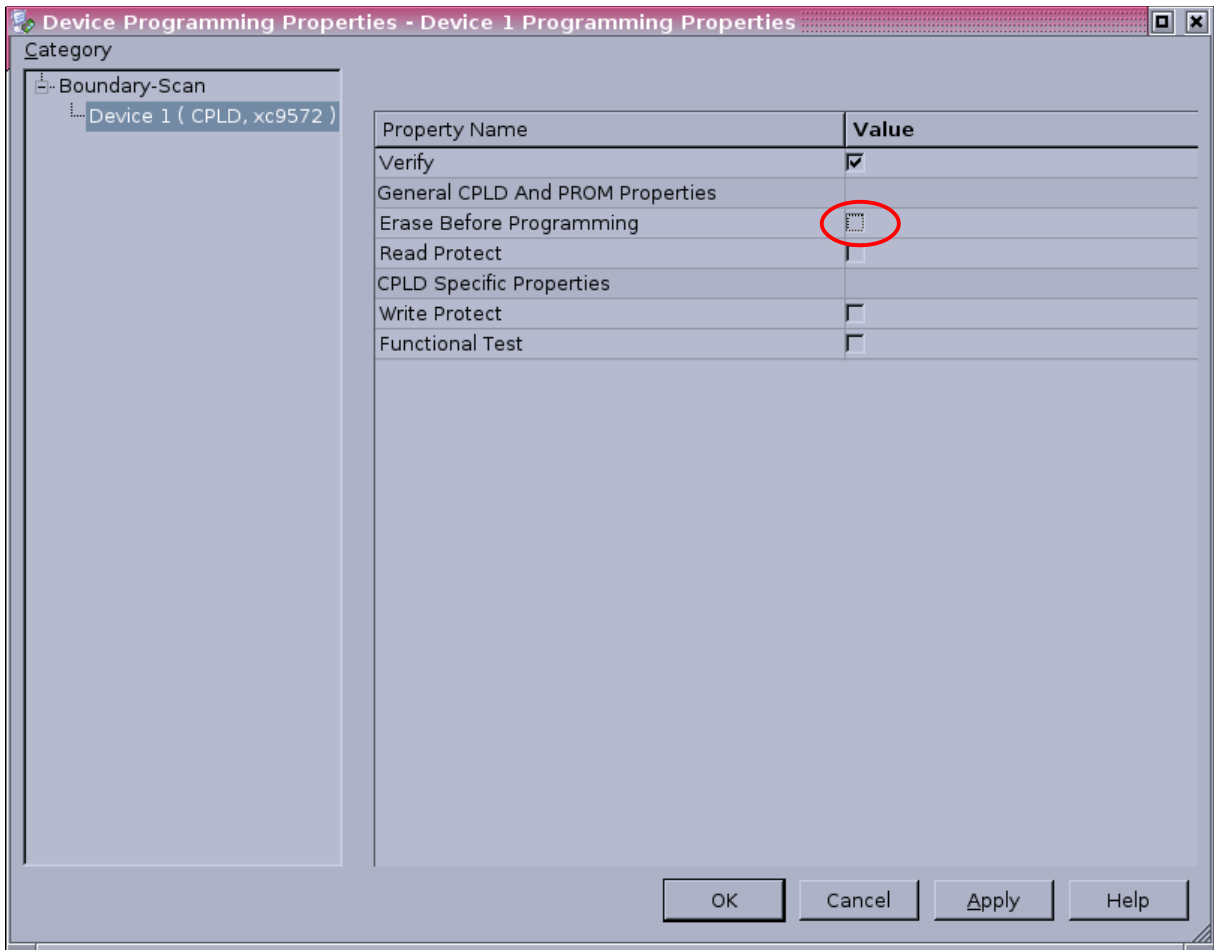 Device Programming Properties - Device 1 Programming Properties
Category
Boundary-Scan
Device 1 ( CPLD, xc9572 )
Property Name Value
Verify
General CPLD And PROM Properties
Erase Before Programming
Read Protect
CPLD Specific Properties
Write Protect
Functional Test
OK Cancel Apply Help